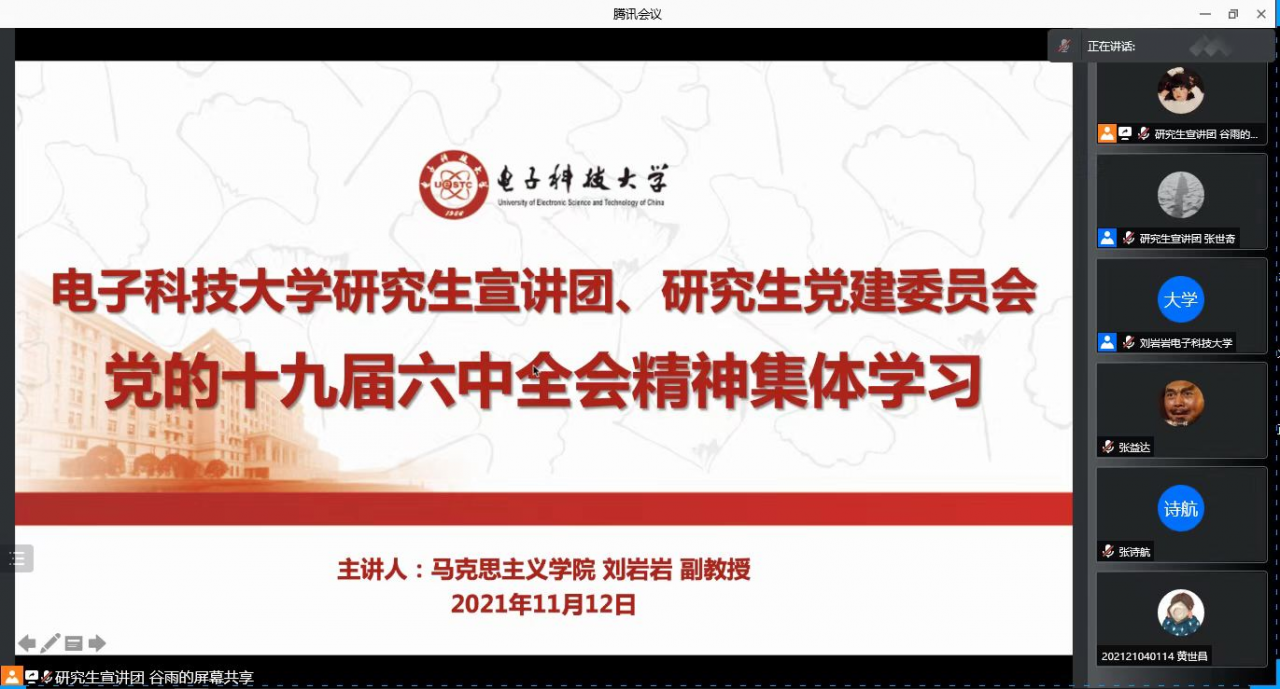 腾讯会议
正在讲话:
电子科技大学
University of Electronic Science and Technology of China
UESTC
1956
电子科技大学研究生宣讲团、研究生党建委员会
党的十九届六中全会精神集体学习
主讲人：马克思主义学院 刘岩岩 副教授
2021年11月12日
研究生宣讲团 谷雨的屏幕共享
研究生宣讲团 谷雨的...
研究生宣讲团 张世奇
大学
刘岩岩电子科技大学
张益达
诗航
张诗航
202121040114 黄世昌